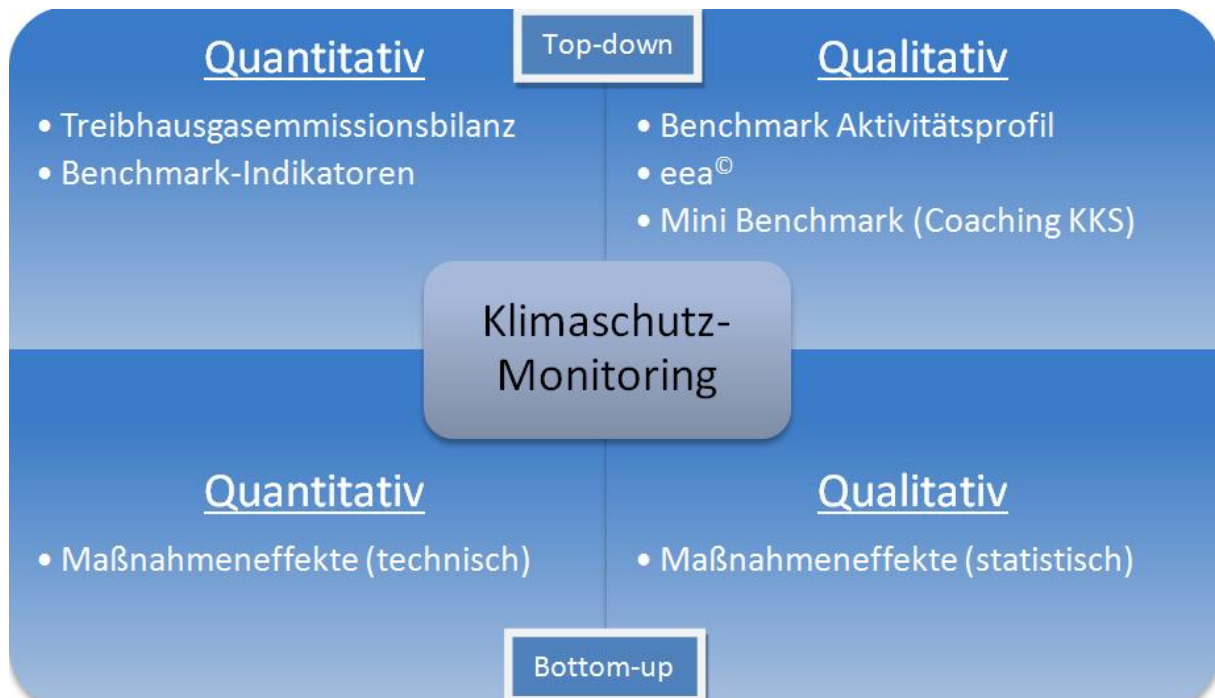 Top-down
Quantitativ
• Treibhausgasemmissionsbilanz
• Benchmark-Indikatoren
Qualitativ
• Benchmark Aktivitätsprofil
• eea©
• Mini Benchmark (Coaching KKS)
Klimaschutz-
Monitoring
Quantitativ
• Maßnahmeneffekte (technisch)
Qualitativ
• Maßnahmeneffekte (statistisch)
Bottom-up